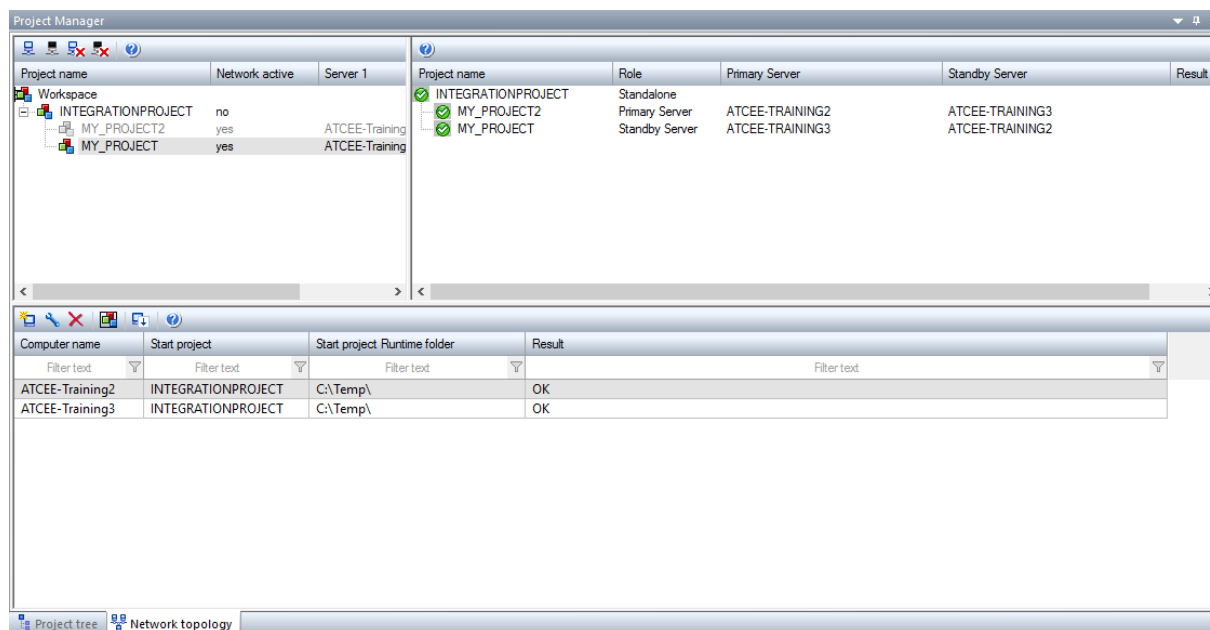 Project Manager
Project name Network active Server 1
Workspace
INTEGRATIONPROJECT no
MY_PROJECT2 yes ATCEE-Training
MY_PROJECT yes ATCEE-Training
Project name Role Primary Server Standby Server Result
INTEGRATIONPROJECT Standalone
MY_PROJECT2 Primary Server ATCEE-TRAINING2 ATCEE-TRAINING3
MY_PROJECT Standby Server ATCEE-TRAINING3 ATCEE-TRAINING2
Computer name Start project Start project Runtime folder Result
Filter text Filter text Filter text Filter text
ATCEE-Training2 INTEGRATIONPROJECT C:\Temp\ OK
ATCEE-Training3 INTEGRATIONPROJECT C:\Temp\ OK
Project tree Network topology